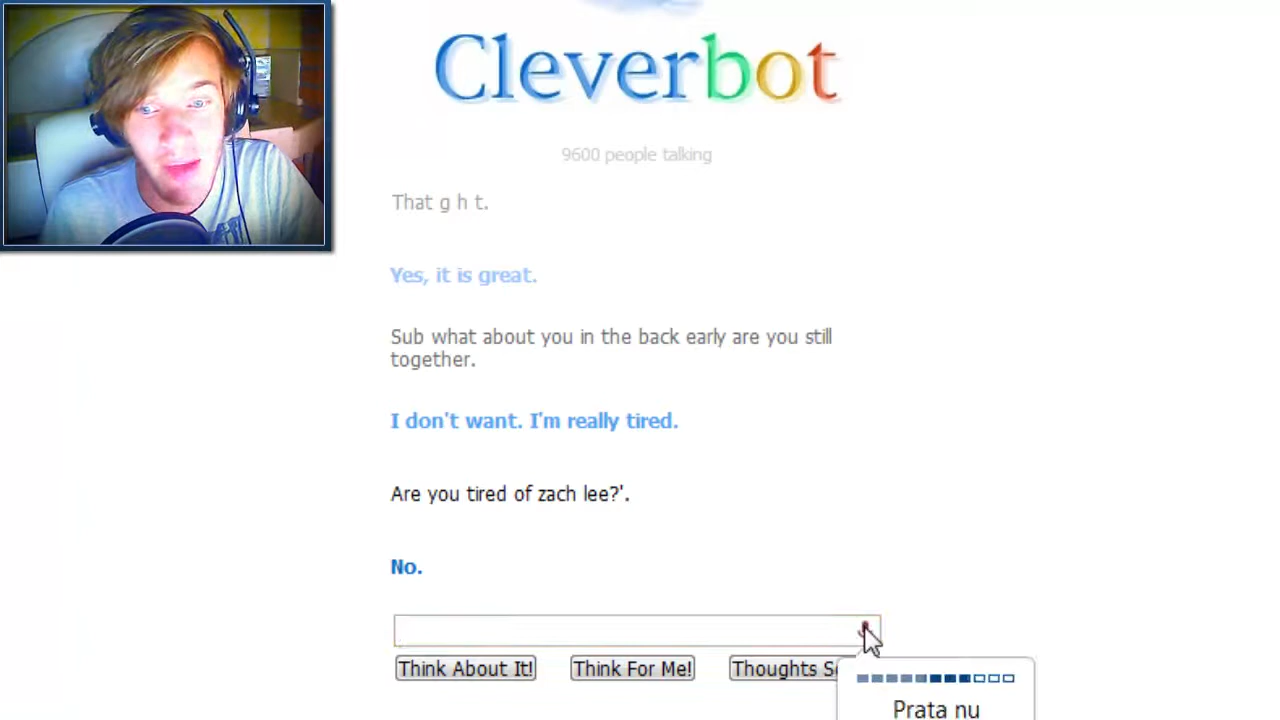 Cleverbot
9600 people talking
That g h t.
Yes, it is great.
Sub what about you in the back early are you still
together.
I don't want. I'm really tired.
Are you tired of zach lee?'.
No.
Think About It! Think For Me! Thoughts
Prata nu